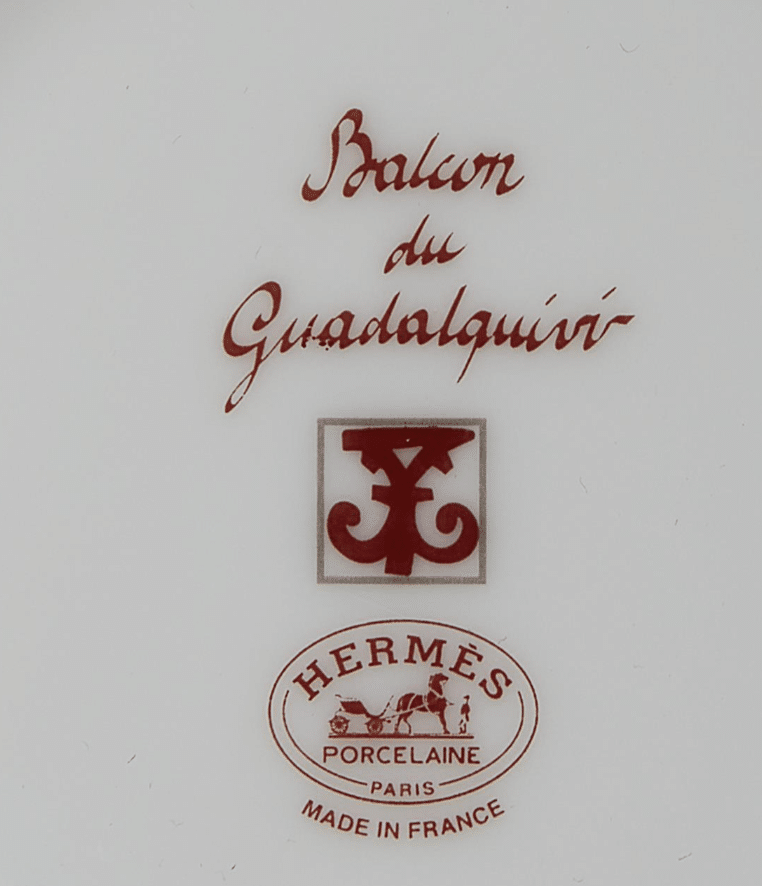 Balcon
du
Guadalquivir
HERMÈS
PORCELAINE
PARIS
MADE IN FRANCE